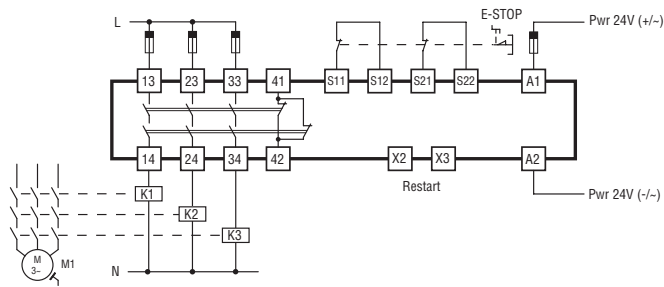 L
E-STOP
Pwr 24V (+/~)
13 23 33 41 S11 S12 S21 S22 A1
14 24 34 42 X2 X3 A2
Restart
Pwr 24V (-/~)
K1
K2
K3
M
3~
M1
N